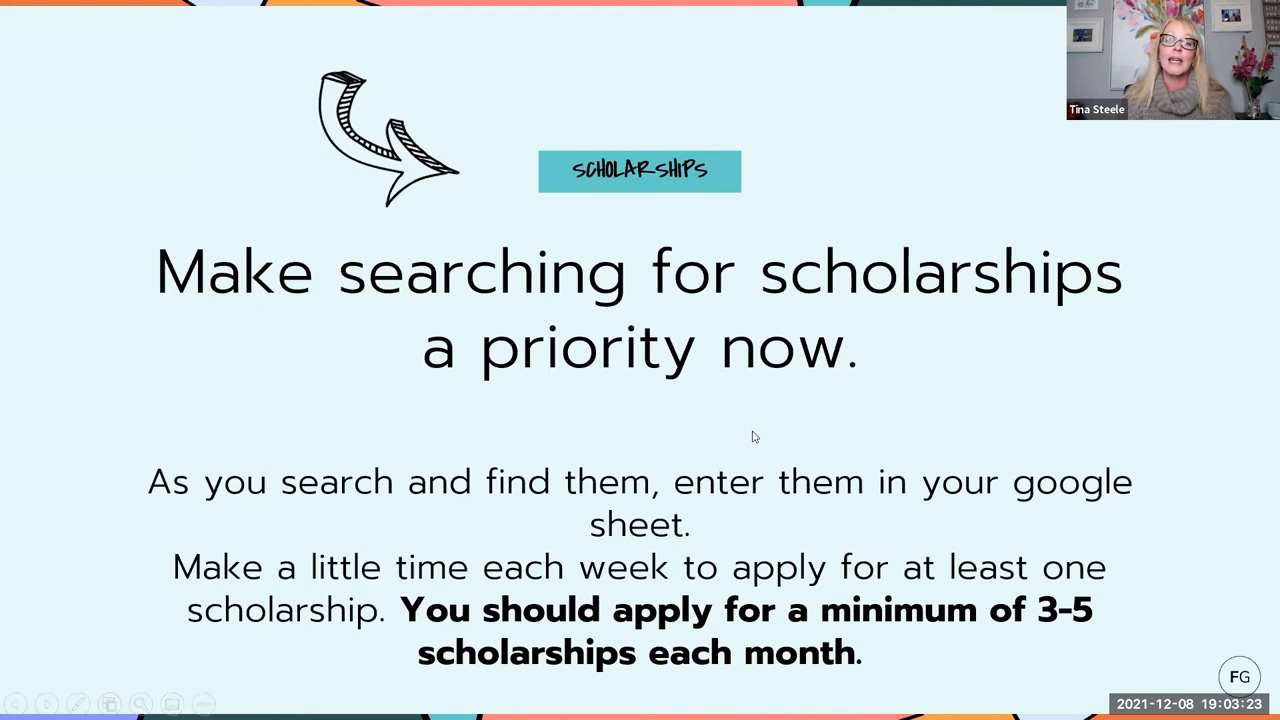 Tina Steele
SCHOLARSHIPS
Make searching for scholarships
a priority now.
As you search and find them, enter them in your google
sheet.
Make a little time each week to apply for at least one
scholarship. You should apply for a minimum of 3-5
scholarships each month.
FG
2021-12-08 19:03:23